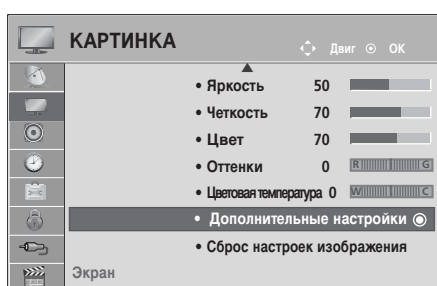 КАРТИНКА
Двиг ОК
• Яркость 50
• Четкость 70
• Цвет 70
• Оттенки 0 R G
• Цветовая температура 0 W C
• Дополнительные настройки
• Сброс настроек изображения
Экран